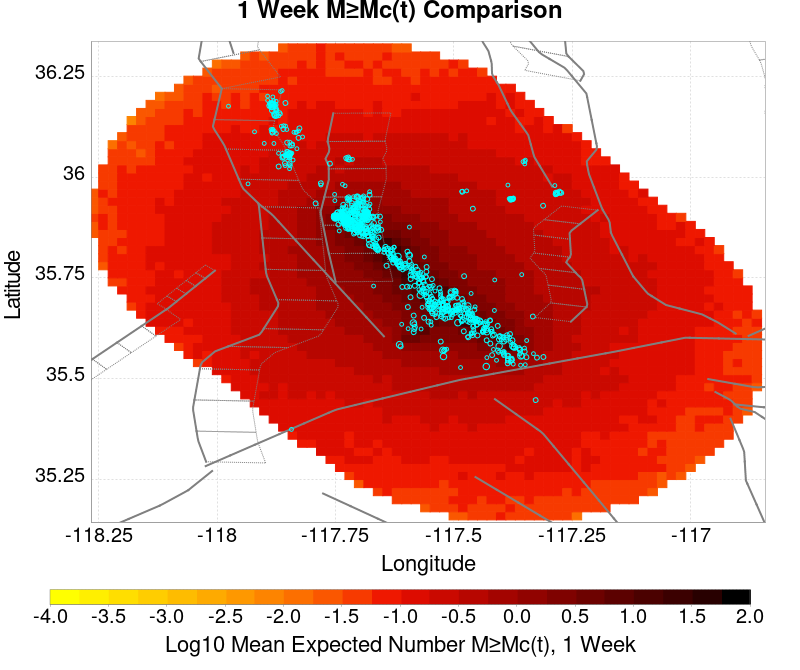 1 Week M≥Mc(t) Comparison
36.25
36
35.75
35.5
35.25
Latitude
-118.25 -118 -117.75 -117.5 -117.25 -117
Longitude
-4.0 -3.5 -3.0 -2.5 -2.0 -1.5 -1.0 -0.5 0.0 0.5 1.0 1.5 2.0
Log10 Mean Expected Number M≥Mc(t), 1 Week